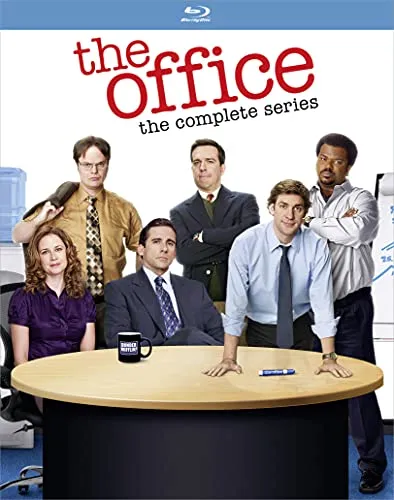 Blu-ray Disc
the
office
the complete series
DUNDER
MIFFLIN